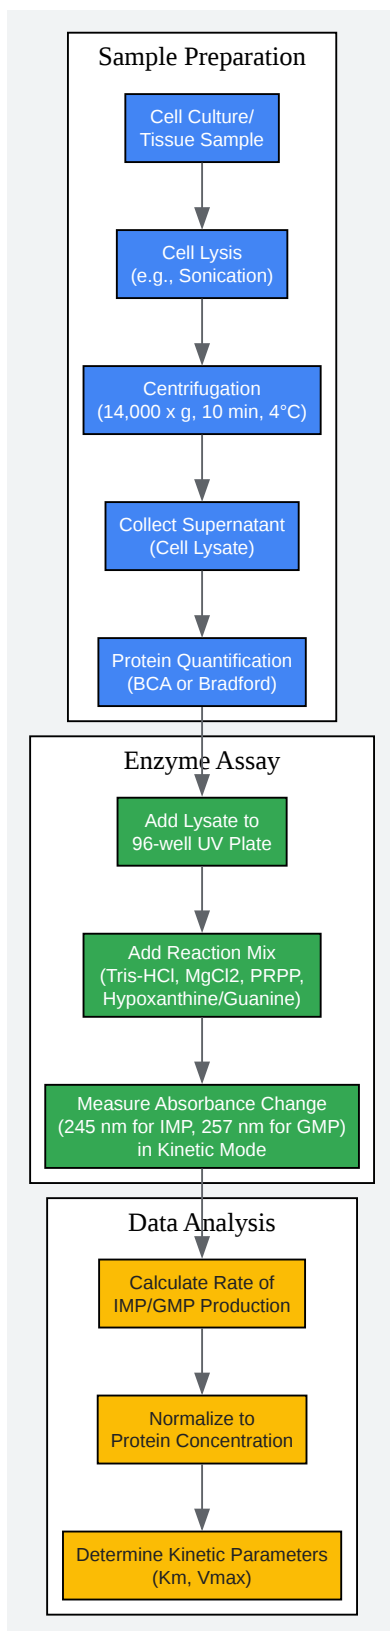 Sample Preparation
Cell Culture/
Tissue Sample
Cell Lysis
(e.g., Sonication)
Centrifugation
(14,000 x g, 10 min, 4°C)
Collect Supernatant
(Cell Lysate)
Protein Quantification
(BCA or Bradford)
Enzyme Assay
Add Lysate to
96-well UV Plate
Add Reaction Mix
(Tris-HCl, MgCl2, PRPP,
Hypoxanthine/Guanine)
Measure Absorbance Change
(245 nm for IMP, 257 nm for GMP)
in Kinetic Mode
Data Analysis
Calculate Rate of
IMP/GMP Production
Normalize to
Protein Concentration
Determine Kinetic Parameters
(Km, Vmax)